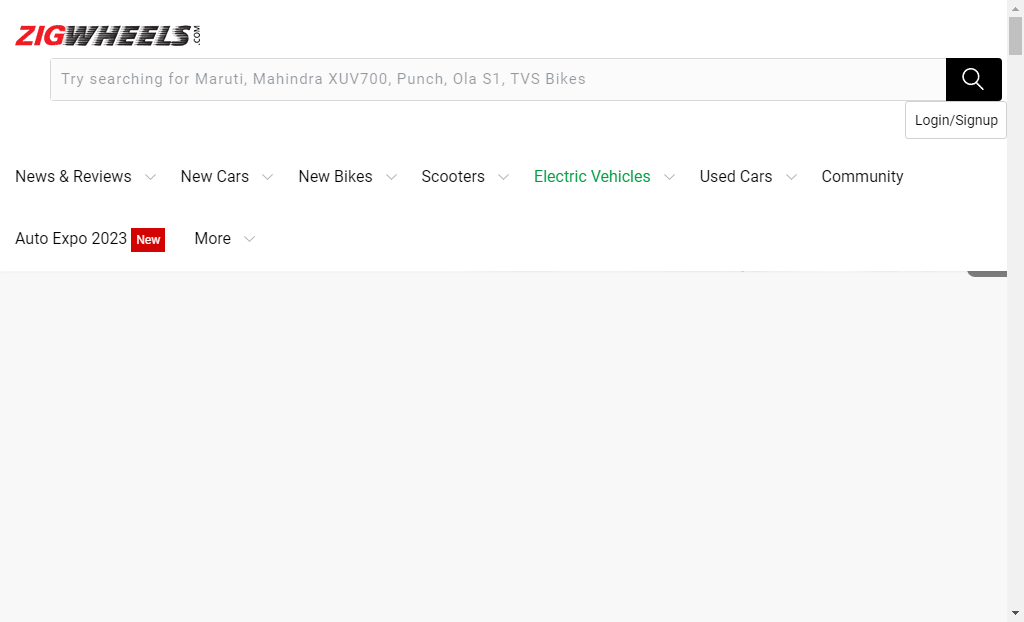 ZIGWHEELS.COM
Try searching for Maruti, Mahindra XUV700, Punch, Ola S1, TVS Bikes
Login/Signup
News & Reviews New Cars New Bikes Scooters Electric Vehicles Used Cars Community
Auto Expo 2023 New More